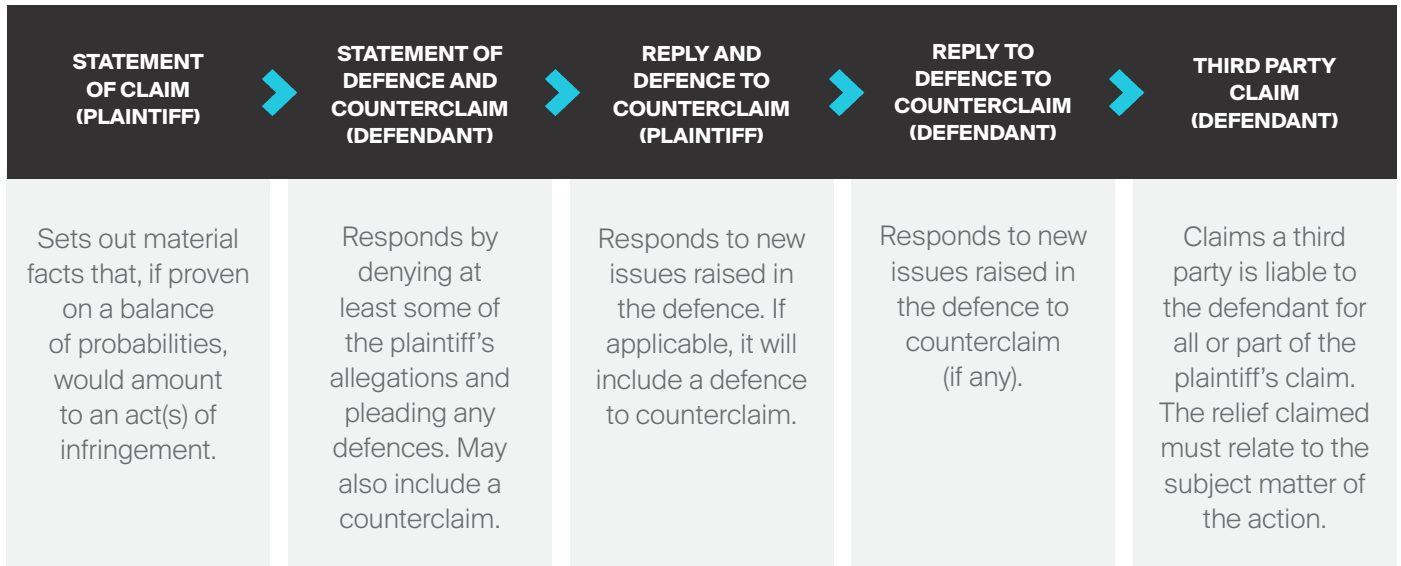 STATEMENT
OF CLAIM
(PLAINTIFF)
STATEMENT OF
DEFENCE AND
COUNTERCLAIM
(DEFENDANT)
REPLY AND
DEFENCE TO
COUNTERCLAIM
(PLAINTIFF)
REPLY TO
DEFENCE TO
COUNTERCLAIM
(DEFENDANT)
THIRD PARTY
CLAIM
(DEFENDANT)
Sets out material
facts that, if proven
on a balance
of probabilities,
would amount
to an act(s) of
infringement.
Responds by
denying at
least some of
the plaintiff's
allegations and
pleading any
defences. May
also include a
counterclaim.
Responds to new
issues raised in
the defence. If
applicable, it will
include a defence
to counterclaim.
Responds to new
issues raised in
the defence to
counterclaim
(if any).
Claims a third
party is liable to
the defendant for
all or part of the
plaintiff's claim.
The relief claimed
must relate to the
subject matter of
the action.